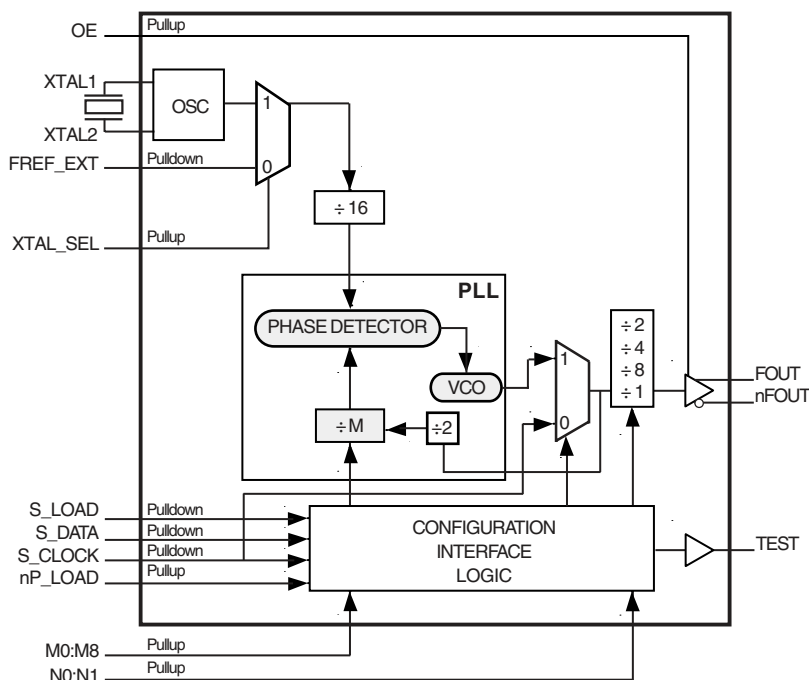 OE
Pullup
XTAL1
OSC
1
XTAL2
FREF_EXT
Pulldown
0
÷ 16
XTAL_SEL
Pullup
PLL
PHASE DETECTOR
÷ 2
÷ 4
÷ 8
÷ 1
1
VCO
FOUT
nFOUT
÷ M
÷2
0
S_LOAD
Pulldown
S_DATA
Pulldown
S_CLOCK
Pulldown
nP_LOAD
Pullup
CONFIGURATION
INTERFACE
LOGIC
TEST
M0:M8
Pullup
N0:N1
Pullup